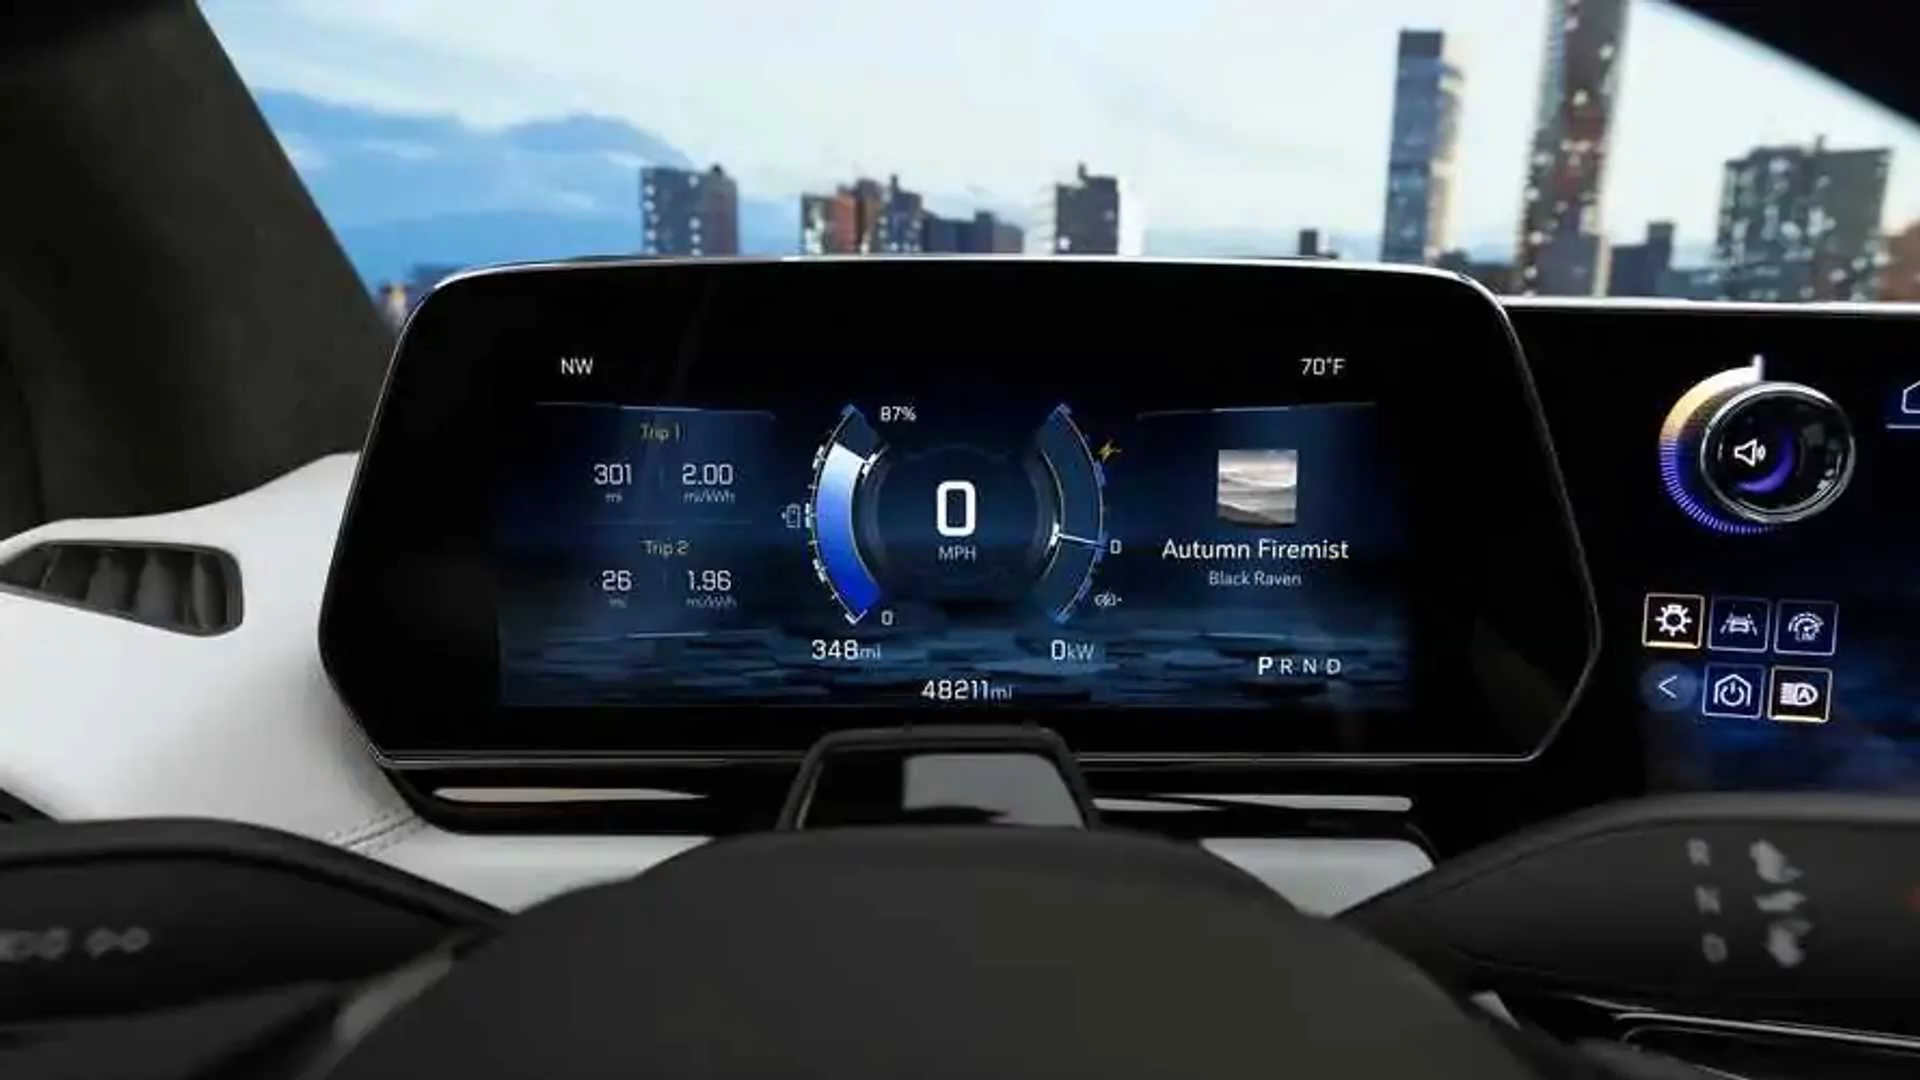 NW
70°F
87%
Trip 1
301 2.00
mi mi/kWh
0
MPH
Trip 2
26 1.96
mi mi/kWh
0
Autumn Firemist
Black Raven
0
348mi
0kW
PRND
48211mi
R
N
D